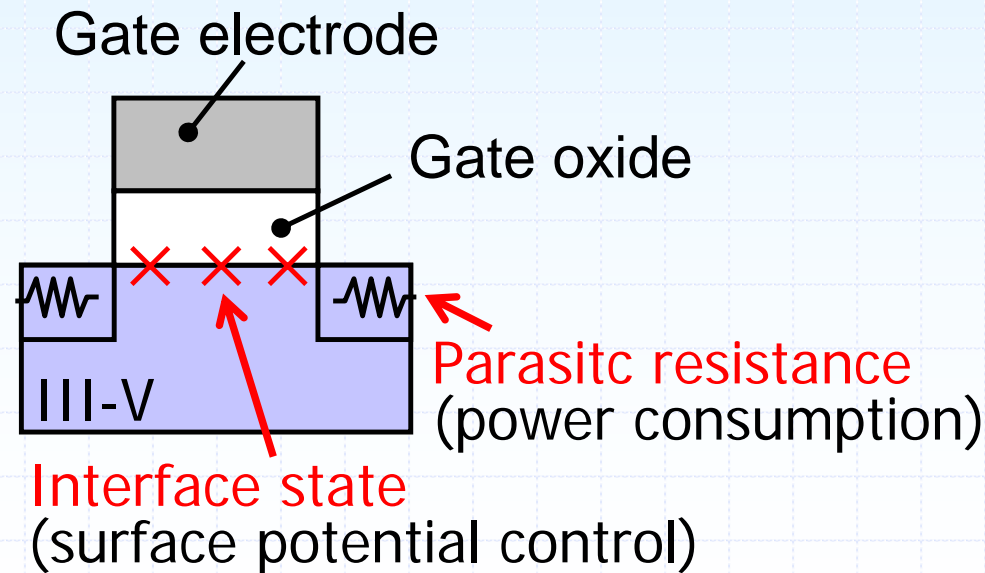 Gate electrode
Gate oxide
III-V
Parasitc resistance
(power consumption)
Interface state
(surface potential control)